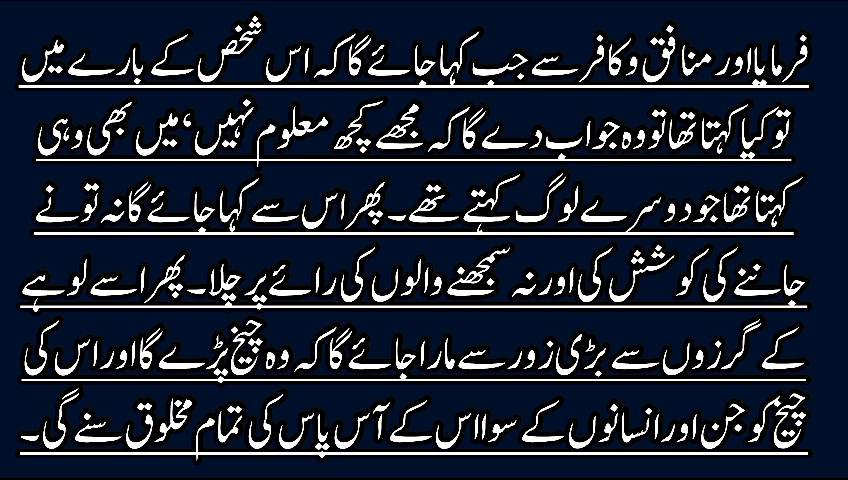 فرمایا اور منافق و کافر سے جب کہا جائے گا کہ اس شخص کے بارے میں
تو کیا کہتا تھا تو وہ جواب دے گا کہ مجھے کچھ معلوم نہیں، میں بھی وہی
کہتا تھا جو دوسرے لوگ کہتے تھے۔ پھر اس سے کہا جائے گا نہ تو نے
جاننے کی کوشش کی اور نہ سمجھنے والوں کی رائے پر چلا۔ پھر اسے لوہے
کے گرزوں سے بڑی زور سے مارا جائے گا کہ وہ چیخ پڑے گا اور اس کی
چیخ کو جن اور انسانوں کے سوا اس کے آس پاس کی تمام مخلوق سنے گی۔